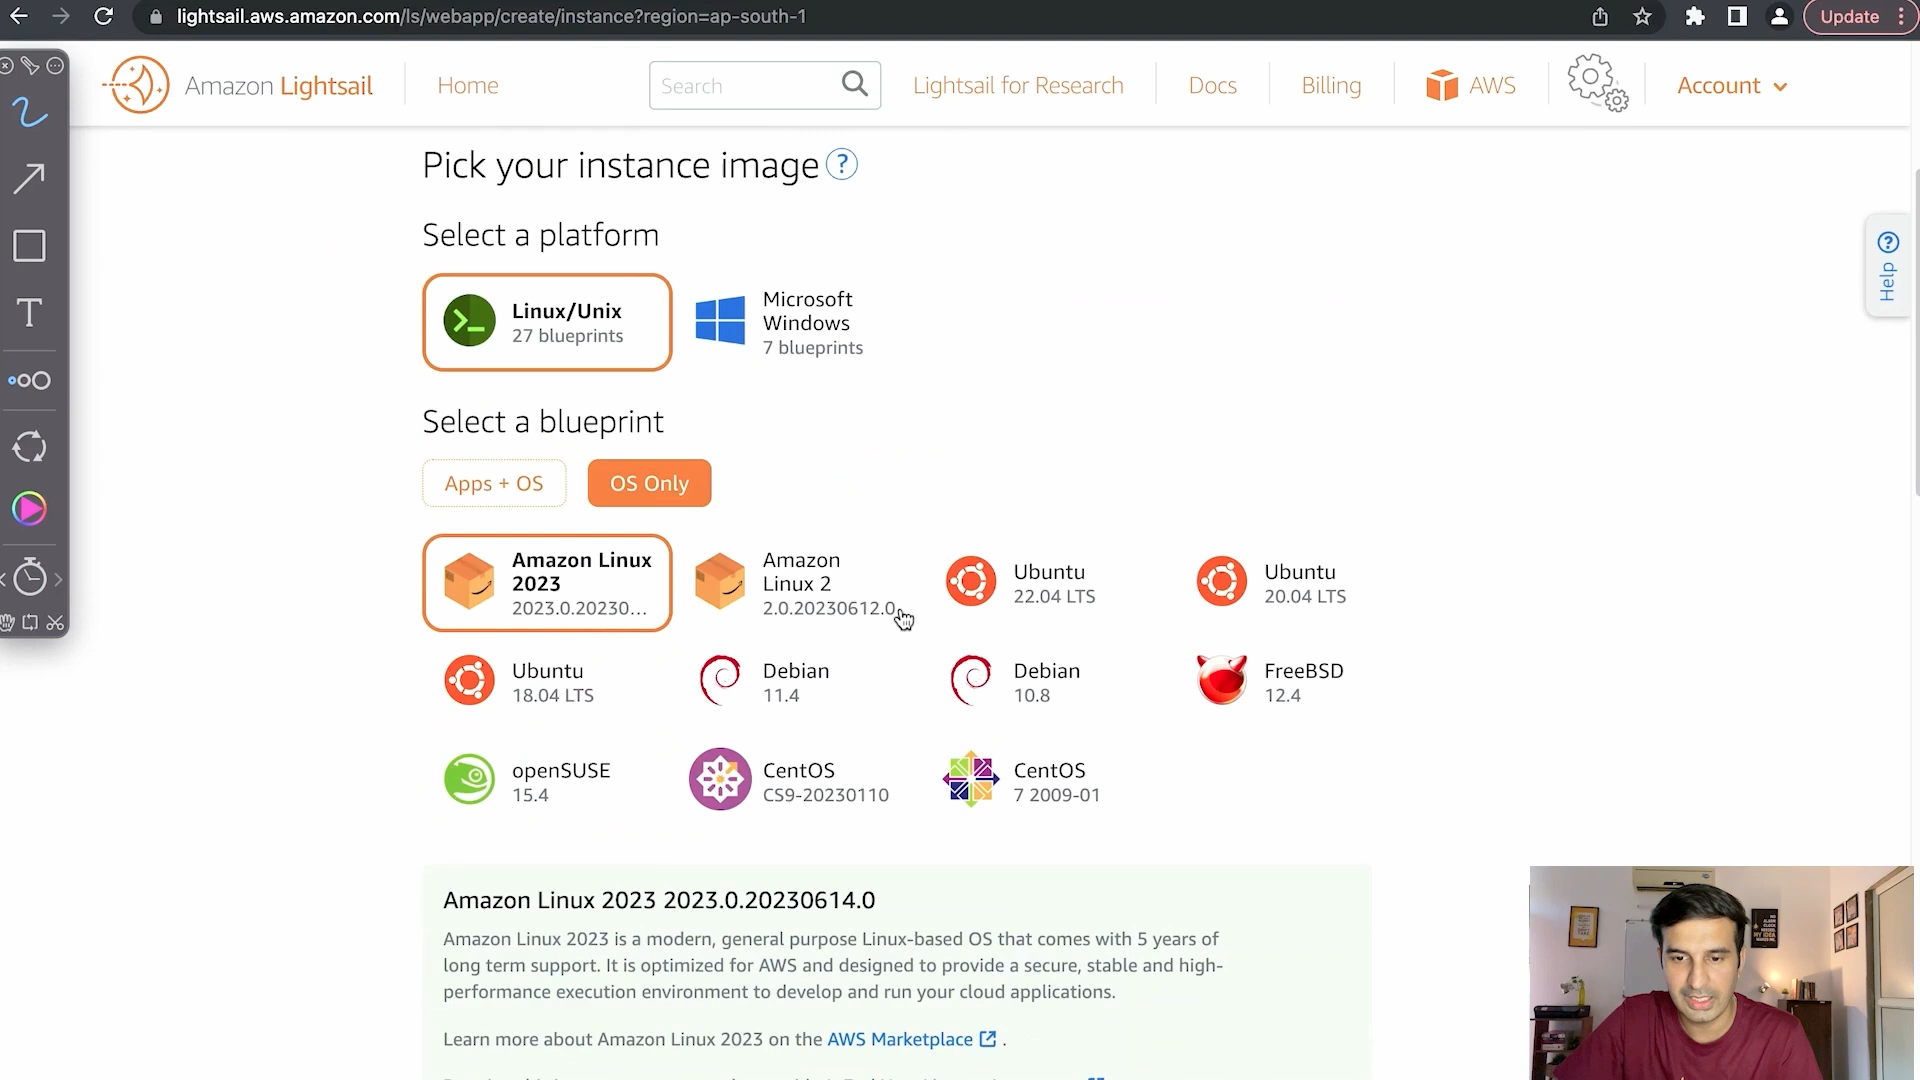 lightsail.aws.amazon.com/ls/webapp/create/instance?region=ap-south-1
Update
Amazon Lightsail
Home
Search
Lightsail for Research
Docs
Billing
AWS
Account
Pick your instance image ?
Select a platform
Linux/Unix
27 blueprints
Microsoft
Windows
7 blueprints
Help
Select a blueprint
Apps + OS
OS Only
Amazon Linux
2023
2023.0.20230...
Amazon
Linux 2
2.0.20230612.0
Ubuntu
22.04 LTS
Ubuntu
20.04 LTS
Ubuntu
18.04 LTS
Debian
11.4
Debian
10.8
FreeBSD
12.4
openSUSE
15.4
CentOS
CS9-20230110
CentOS
7 2009-01
Amazon Linux 2023 2023.0.20230614.0
Amazon Linux 2023 is a modern, general purpose Linux-based OS that comes with 5 years of
long term support. It is optimized for AWS and designed to provide a secure, stable and high-
performance execution environment to develop and run your cloud applications.
Learn more about Amazon Linux 2023 on the AWS Marketplace .